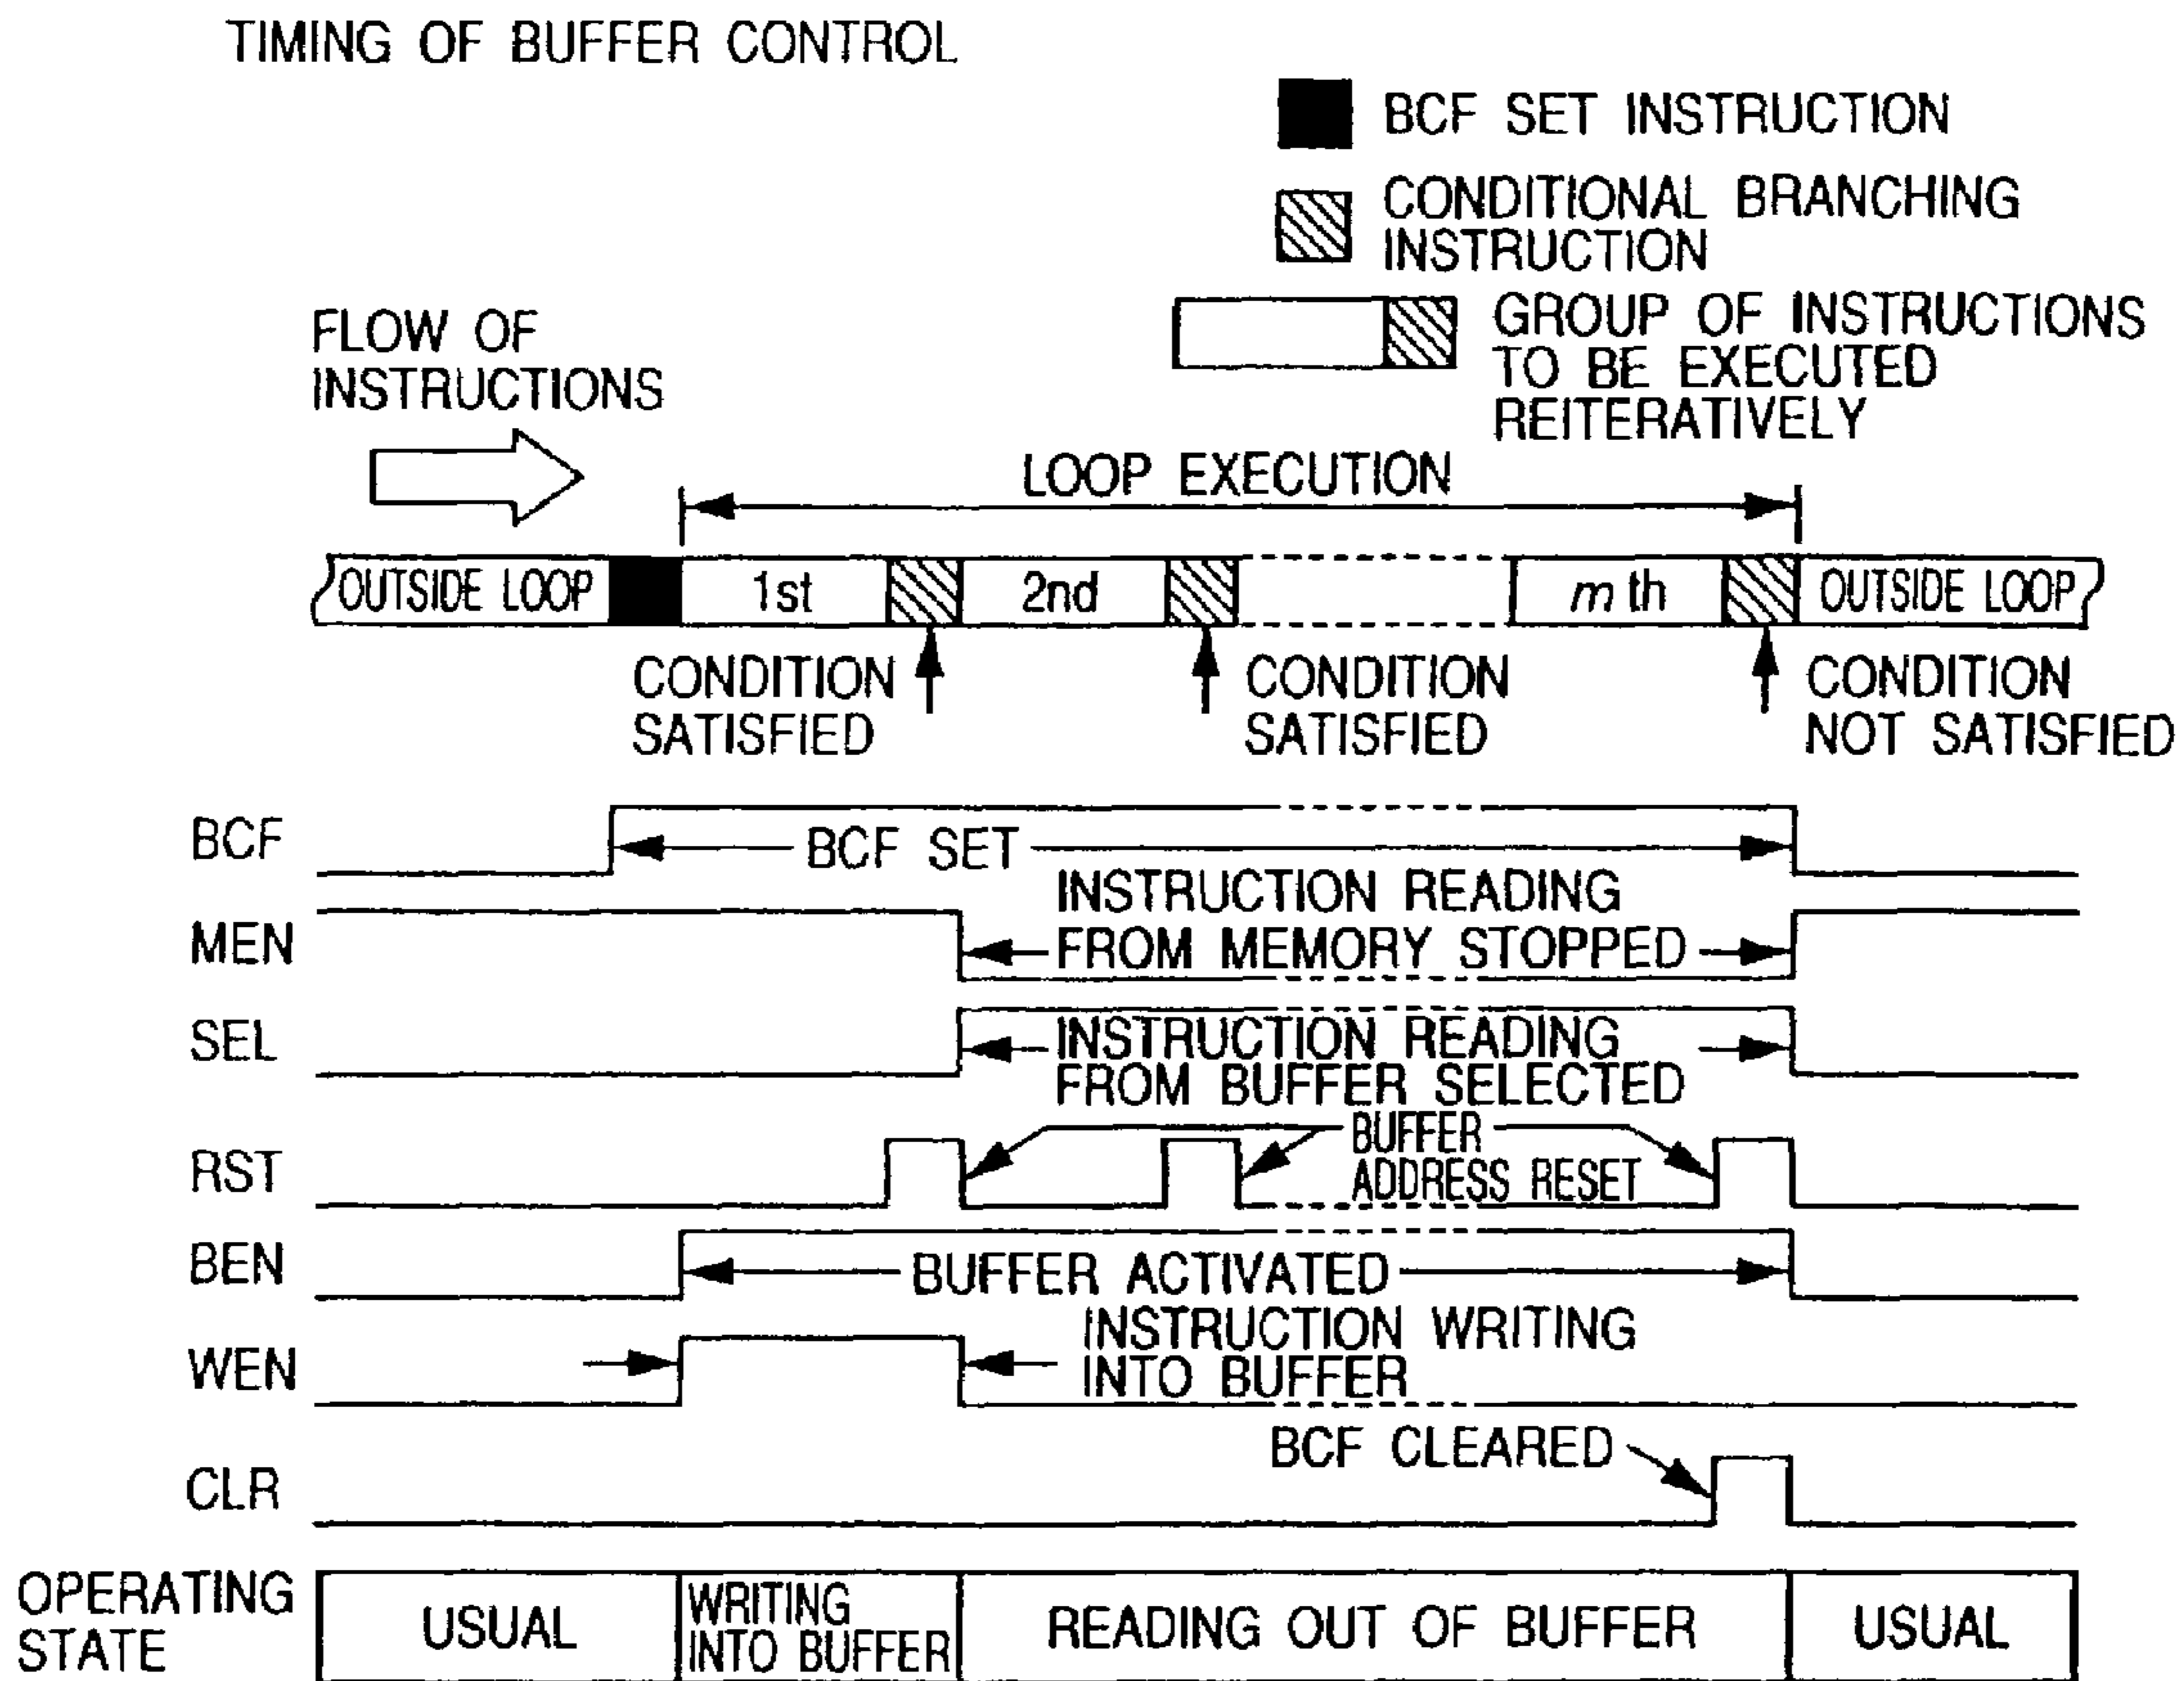 TIMING OF BUFFER CONTROL
BCF SET INSTRUCTION
CONDITIONAL BRANCHING
INSTRUCTION
GROUP OF INSTRUCTIONS
TO BE EXECUTED
REITERATIVELY
FLOW OF
INSTRUCTIONS
LOOP EXECUTION
OUTSIDE LOOP
1st
2nd
m th
OUTSIDE LOOP
CONDITION
SATISFIED
CONDITION
SATISFIED
CONDITION
NOT SATISFIED
BCF
BCF SET
MEN
INSTRUCTION READING
FROM MEMORY STOPPED
SEL
INSTRUCTION READING
FROM BUFFER SELECTED
RST
BUFFER
ADDRESS RESET
BEN
BUFFER ACTIVATED
WEN
INSTRUCTION WRITING
INTO BUFFER
CLR
BCF CLEARED
OPERATING
STATE
USUAL
WRITING
INTO BUFFER
READING OUT OF BUFFER
USUAL